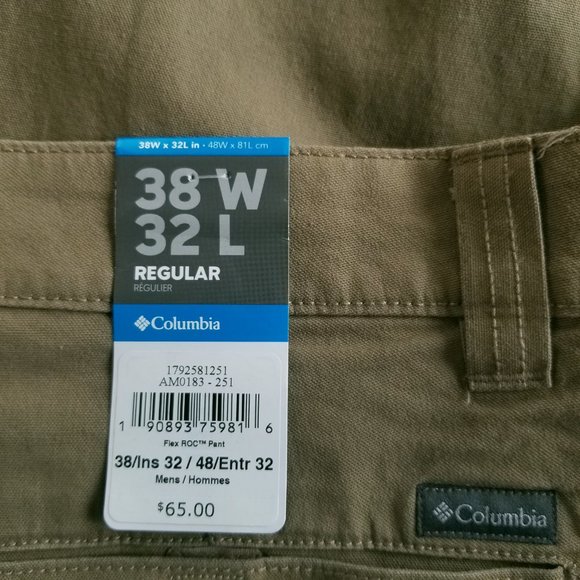 38W x 32L in • 48W x 81L cm
38 W
32 L
REGULAR
RÉGULIER
Columbia
1792581251
AM0183 - 251
1 90893 75981 6
Flex ROC™ Pant
38/Ins 32 / 48/Entr 32
Mens / Hommes
$65.00
Columbia